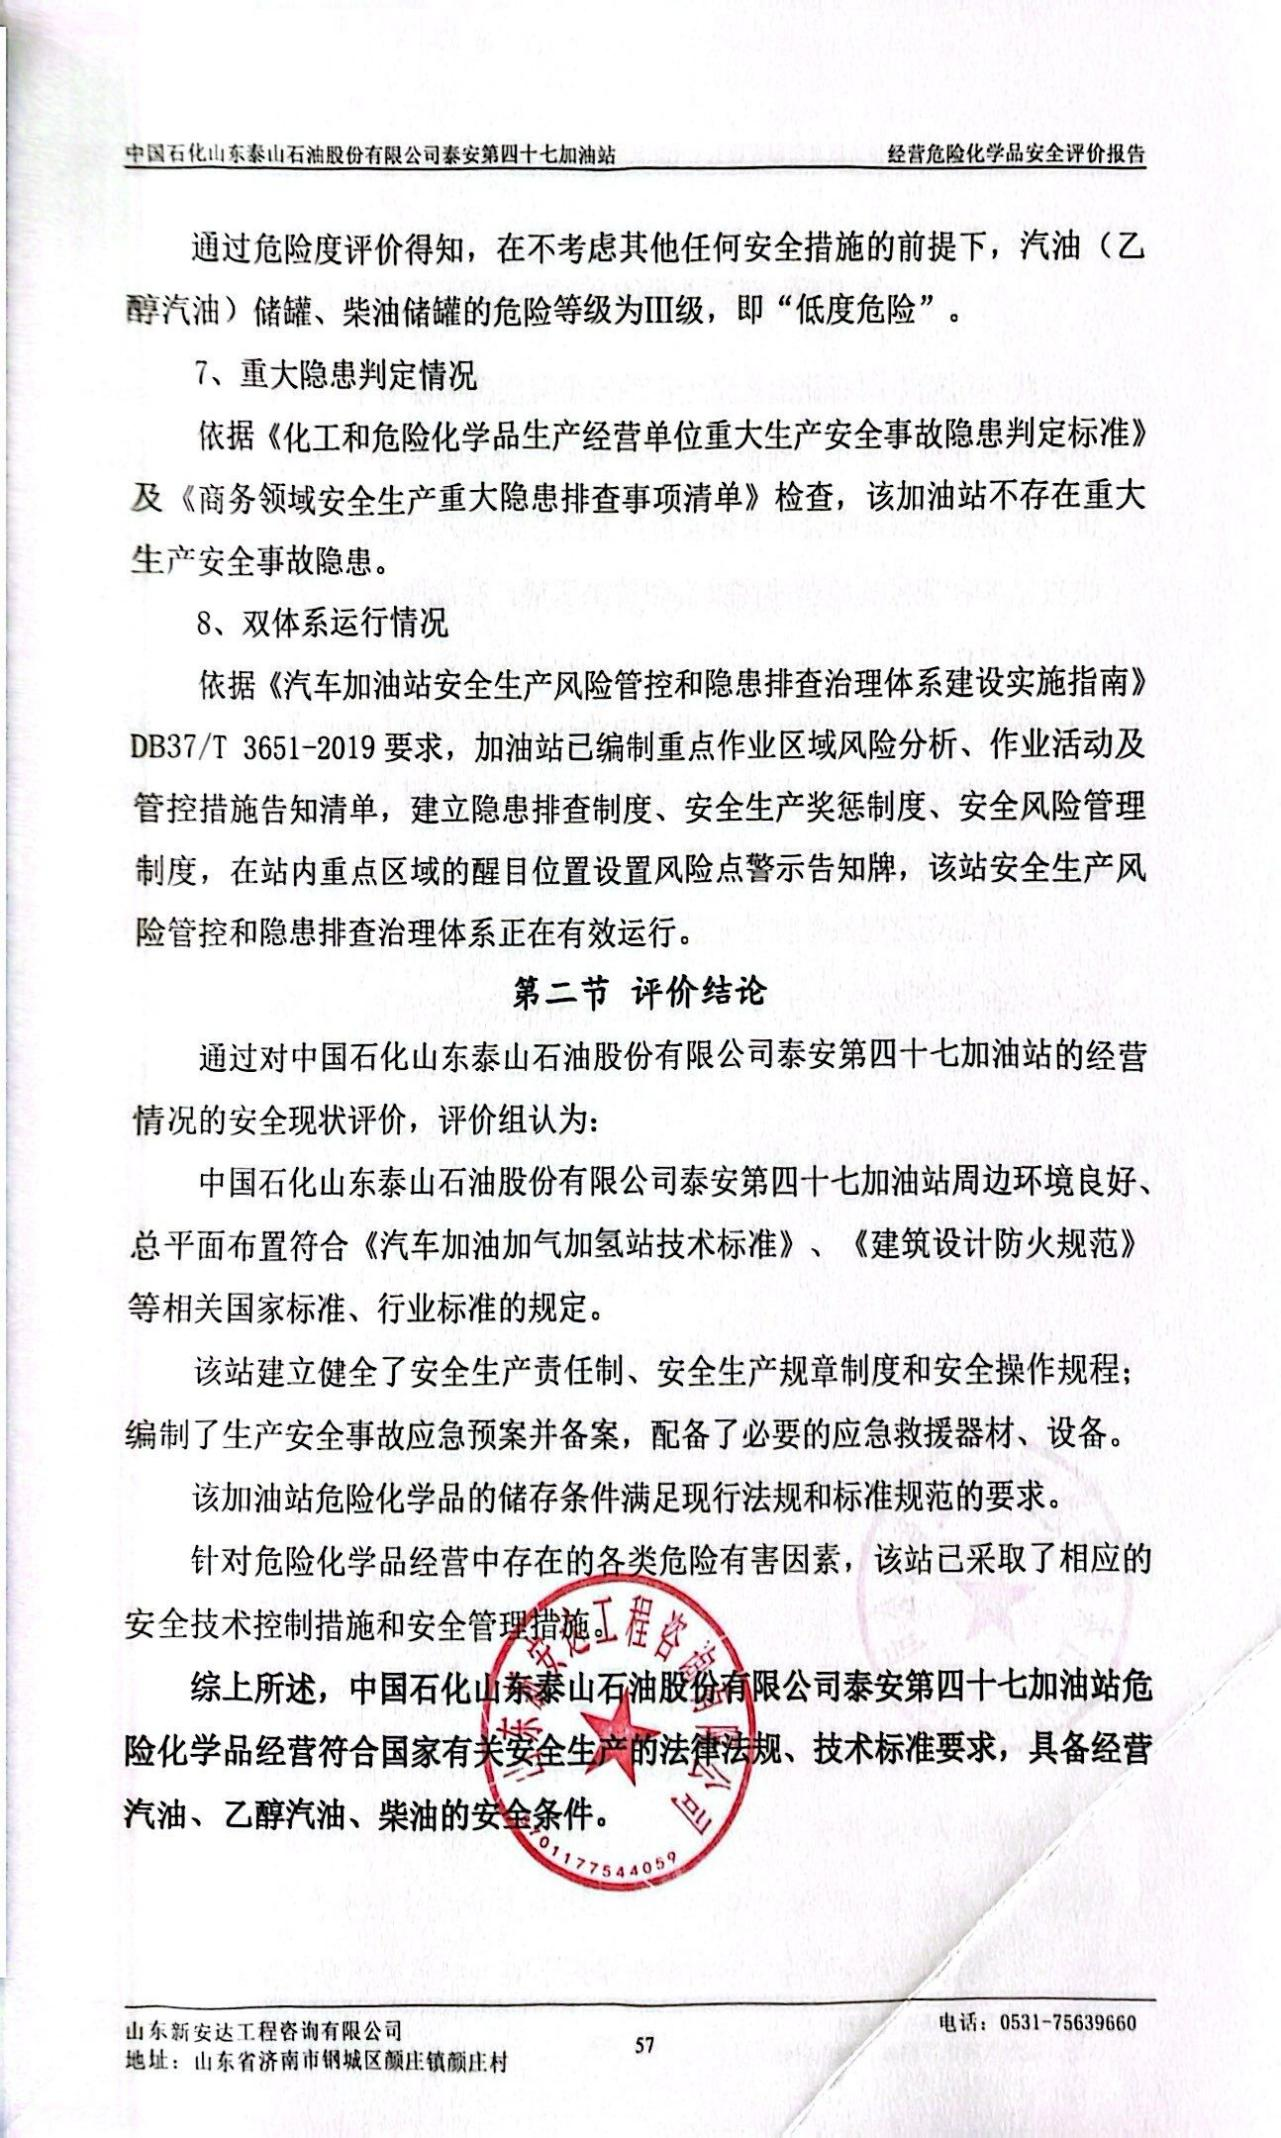 中国石化山东泰山石油股份有限公司泰安第四十七加油站 经营危险化学品安全评价报告
通过危险度评价得知，在不考虑其他任何安全措施的前提下，汽油（乙
醇汽油）储罐、柴油储罐的危险等级为III级，即“低度危险”。
7、重大隐患判定情况
依据《化工和危险化学品生产经营单位重大生产安全事故隐患判定标准》
及《商务领域安全生产重大隐患排查事项清单》检查，该加油站不存在重大
生产安全事故隐患。
8、双体系运行情况
依据《汽车加油站安全生产风险管控和隐患排查治理体系建设实施指南》
DB37/T 3651-2019 要求，加油站已编制重点作业区域风险分析、作业活动及
管控措施告知清单，建立隐患排查制度、安全生产奖惩制度、安全风险管理
制度，在站内重点区域的醒目位置设置风险点警示告知牌，该站安全生产风
险管控和隐患排查治理体系正在有效运行。
第二节 评价结论
通过对中国石化山东泰山石油股份有限公司泰安第四十七加油站的经营
情况的安全现状评价，评价组认为：
中国石化山东泰山石油股份有限公司泰安第四十七加油站周边环境良好、
总平面布置符合《汽车加油加气加氢站技术标准》、《建筑设计防火规范》
等相关国家标准、行业标准的规定。
该站建立健全了安全生产责任制、安全生产规章制度和安全操作规程；
编制了生产安全事故应急预案并备案，配备了必要的应急救援器材、设备。
该加油站危险化学品的储存条件满足现行法规和标准规范的要求。
针对危险化学品经营中存在的各类危险有害因素，该站已采取了相应的
安全技术控制措施和安全管理措施。
综上所述，中国石化山东泰山石油股份有限公司泰安第四十七加油站危
险化学品经营符合国家有关安全生产的法律法规、技术标准要求，具备经营
汽油、乙醇汽油、柴油的安全条件。
山东新安达工程咨询有限公司
3701177544059
山东新安达工程咨询有限公司 电话：0531-75639660
地址：山东省济南市钢城区颜庄镇颜庄村
57